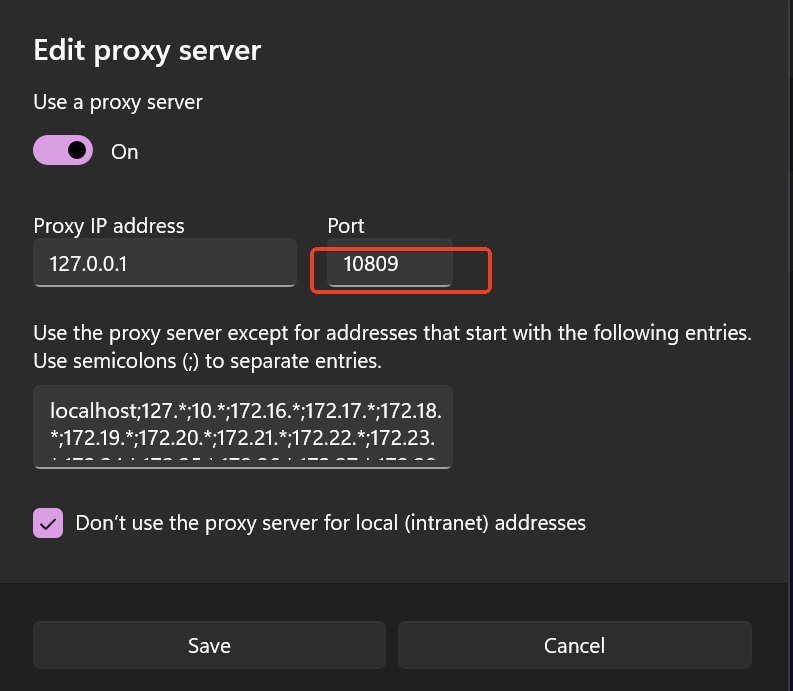 Edit proxy server
Use a proxy server
On
Proxy IP address
Port
127.0.0.1
10809
Use the proxy server except for addresses that start with the following entries.
Use semicolons (;) to separate entries.
localhost;127.*;10.*;172.16.*;172.17.*;172.18.
*;172.19.*;172.20.*;172.21.*;172.22.*;172.23.
Don’t use the proxy server for local (intranet) addresses
Save
Cancel